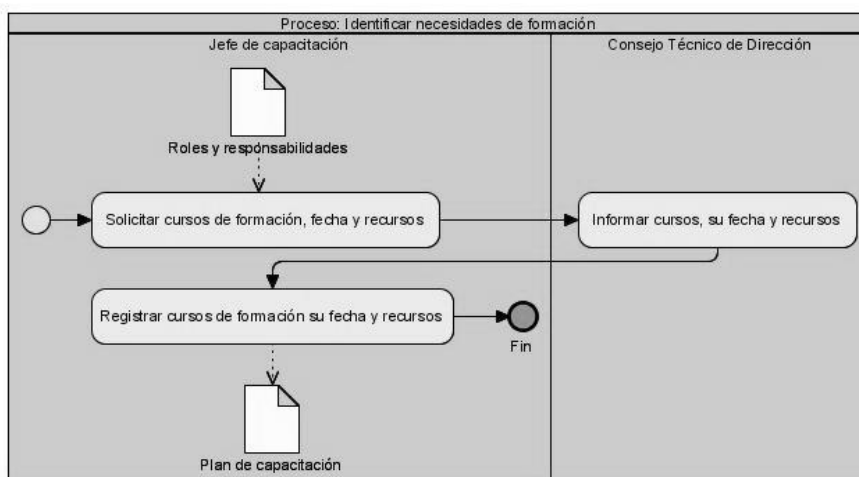 Proceso: Identificar necesidades de formación
Jefe de capacitación
Consejo Técnico de Dirección
Roles y responsabilidades
Solicitar cursos de formación, fecha y recursos
Informar cursos, su fecha y recursos
Registrar cursos de formación su fecha y recursos
Fin
Plan de capacitación